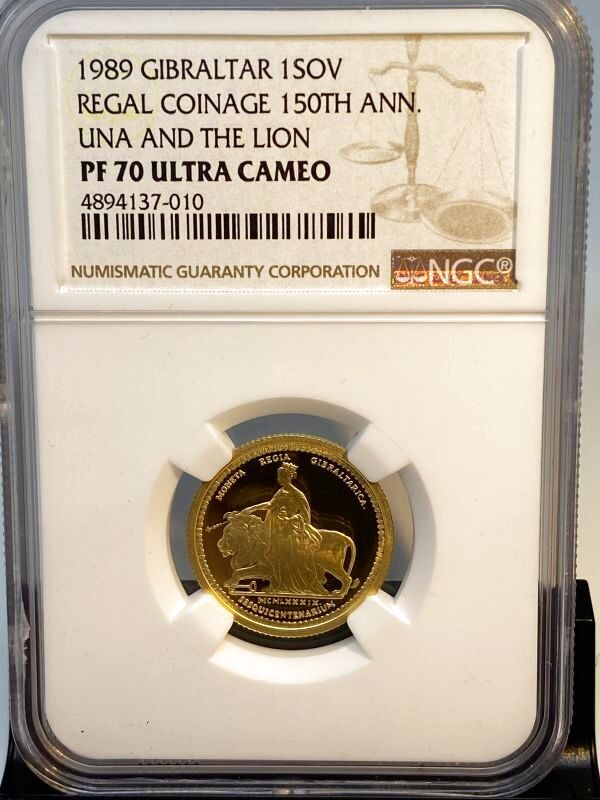 1989 GIBRALTAR 1SOV
REGAL COINAGE 150TH ANN.
UNA AND THE LION
PF 70 ULTRA CAMEO
4894137-010
NUMISMATIC GUARANTY CORPORATION
NGC®
MONETA REGIA GIBRALTARICA.
MCMLXXXIX
SESQUICENTENARIUM